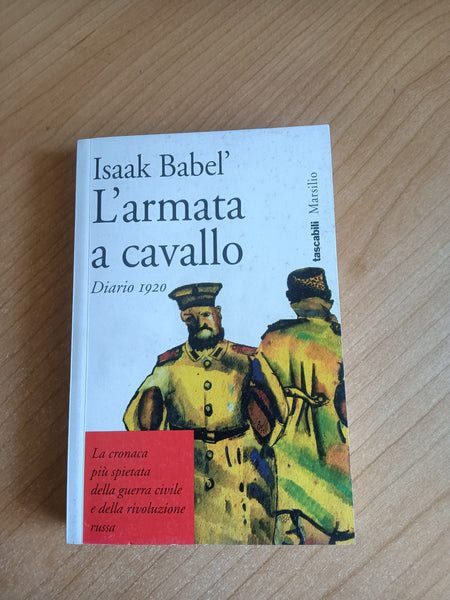 Isaak Babel'
L'armata
a cavallo
Diario 1920
tascabili Marsilio
La cronaca
più spietata
della guerra civile
e della rivoluzione
russa